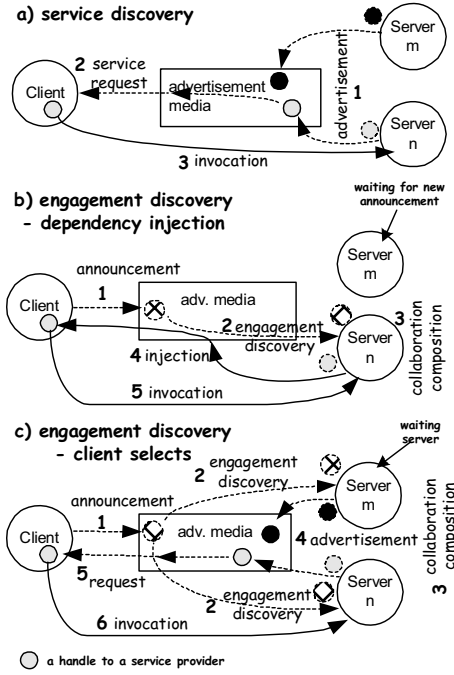 a) service discovery
Server
m
2 service
request
advertisement
media
Client
advertisement
1
Server
n
3 invocation
waiting for new
announcement
b) engagement discovery
- dependency injection
Server
m
announcement
1
adv. media
Client
2 engagement
discovery
3
collaboration
composition
4 injection
Server
n
5 invocation
c) engagement discovery
- client selects
waiting
server
2 engagement
discovery
announcement
1
Server
m
Client
adv. media
4 advertisement
collaboration
composition
3
5 request
engagement
2 discovery
Server
n
6 invocation
a handle to a service provider